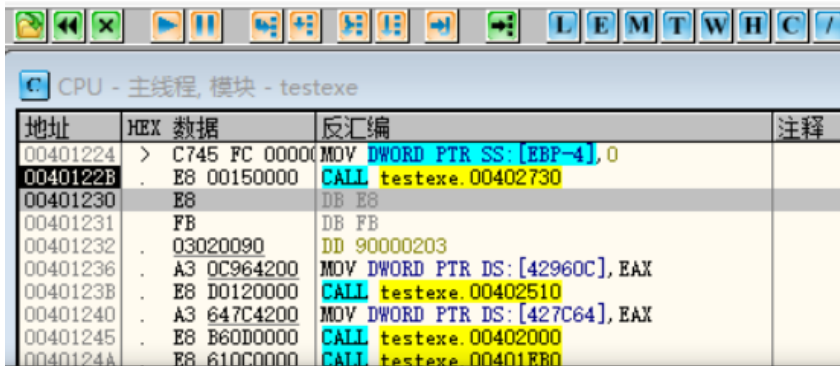 L E M T W H C /
C CPU - 主线程, 模块 - testexe
地址 HEX 数据 反汇编 注释
00401224 > C745 FC 00000 MOV DWORD PTR SS:[EBP-4],0
0040122B . E8 00150000 CALL testexe.00402730
00401230 E8 DB E8
00401231 FB DB FB
00401232 . 03020090 DD 90000203
00401236 . A3 0C964200 MOV DWORD PTR DS:[42960C],EAX
0040123B . E8 D0120000 CALL testexe.00402510
00401240 . A3 647C4200 MOV DWORD PTR DS:[427C64],EAX
00401245 . E8 B60D0000 CALL testexe.00402000
0040124A . E8 610C0000 CALL testexe.00401EB0